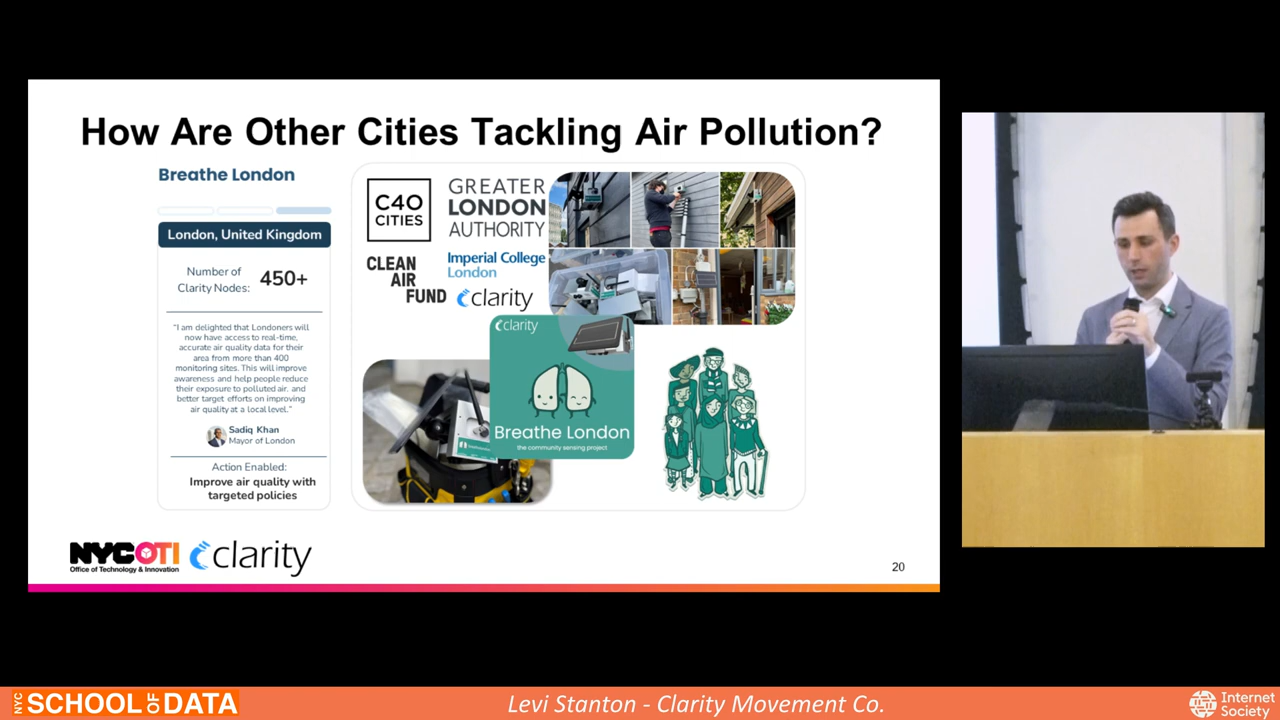 How Are Other Cities Tackling Air Pollution?
Breathe London
London, United Kingdom
Number of
Clarity Nodes:
450+
“I am delighted that Londoners will
now have access to real-time,
accurate air quality data for their
area from more than 400
monitoring sites. This will improve
awareness and help people reduce
their exposure to polluted air. and
better target efforts on improving
air quality at a local level.”
Sadiq Khan
Mayor of London
Action Enabled:
Improve air quality with
targeted policies
C40
CITIES
GREATER
LONDON
AUTHORITY
CLEAN
AIR
FUND
Imperial College
London
clarity
clarity
Breathe London
the community sensing project
NYCOTI
Office of Technology & Innovation
clarity
20
NYC SCHOOL OF DATA
Levi Stanton - Clarity Movement Co.
Internet
Society